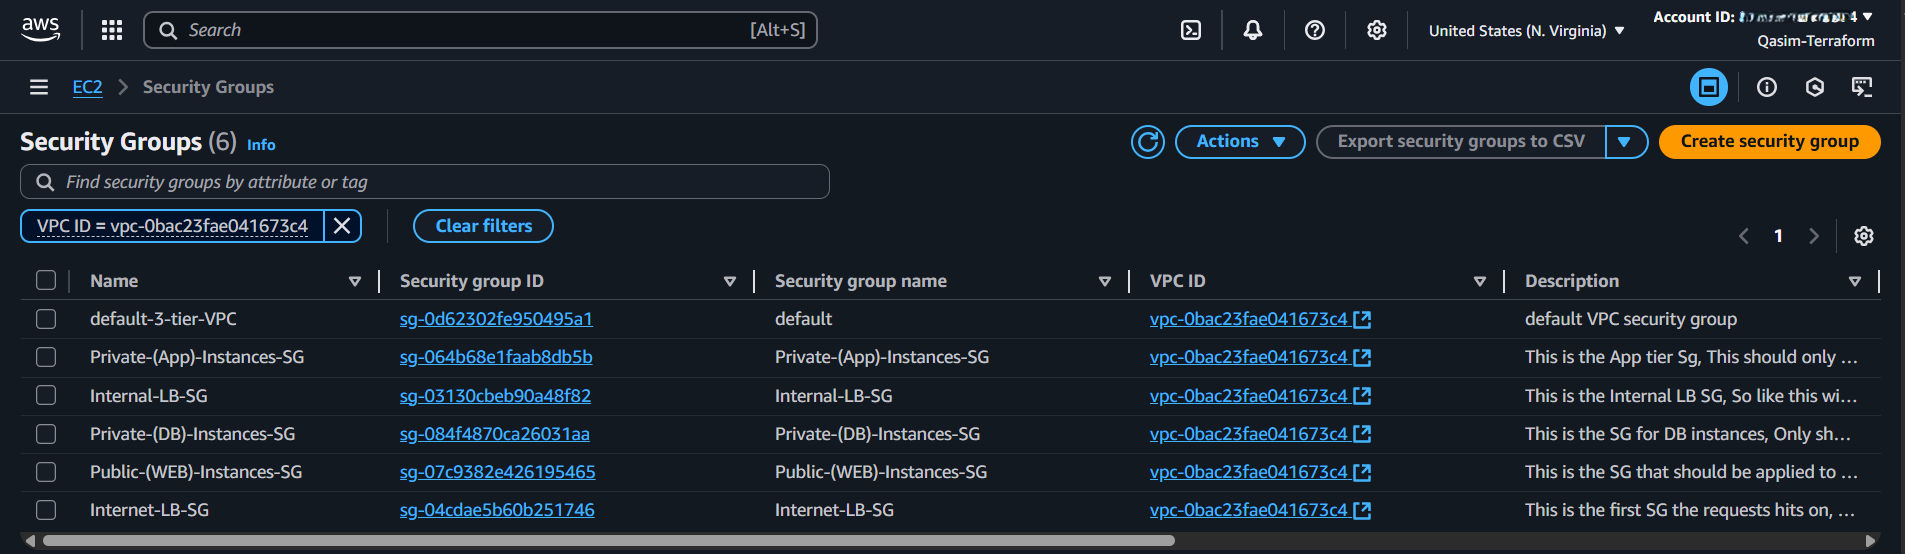 aws
Search [Alt+S]
United States (N. Virginia)
Account ID: 4
Qasim-Terraform
EC2 > Security Groups
Security Groups (6) Info
Actions
Export security groups to CSV
Create security group
Find security groups by attribute or tag
VPC ID = vpc-0bac23fae041673c4
Clear filters
1
Name Security group ID Security group name VPC ID Description
default-3-tier-VPC sg-0d62302fe950495a1 default vpc-0bac23fae041673c4 default VPC security group
Private-(App)-Instances-SG sg-064b68e1faab8db5b Private-(App)-Instances-SG vpc-0bac23fae041673c4 This is the App tier Sg, This should only ...
Internal-LB-SG sg-03130cbeb90a48f82 Internal-LB-SG vpc-0bac23fae041673c4 This is the Internal LB SG, So like this wi...
Private-(DB)-Instances-SG sg-084f4870ca26031aa Private-(DB)-Instances-SG vpc-0bac23fae041673c4 This is the SG for DB instances, Only sh...
Public-(WEB)-Instances-SG sg-07c9382e426195465 Public-(WEB)-Instances-SG vpc-0bac23fae041673c4 This is the SG that should be applied to ...
Internet-LB-SG sg-04cdae5b60b251746 Internet-LB-SG vpc-0bac23fae041673c4 This is the first SG the requests hits on, ...